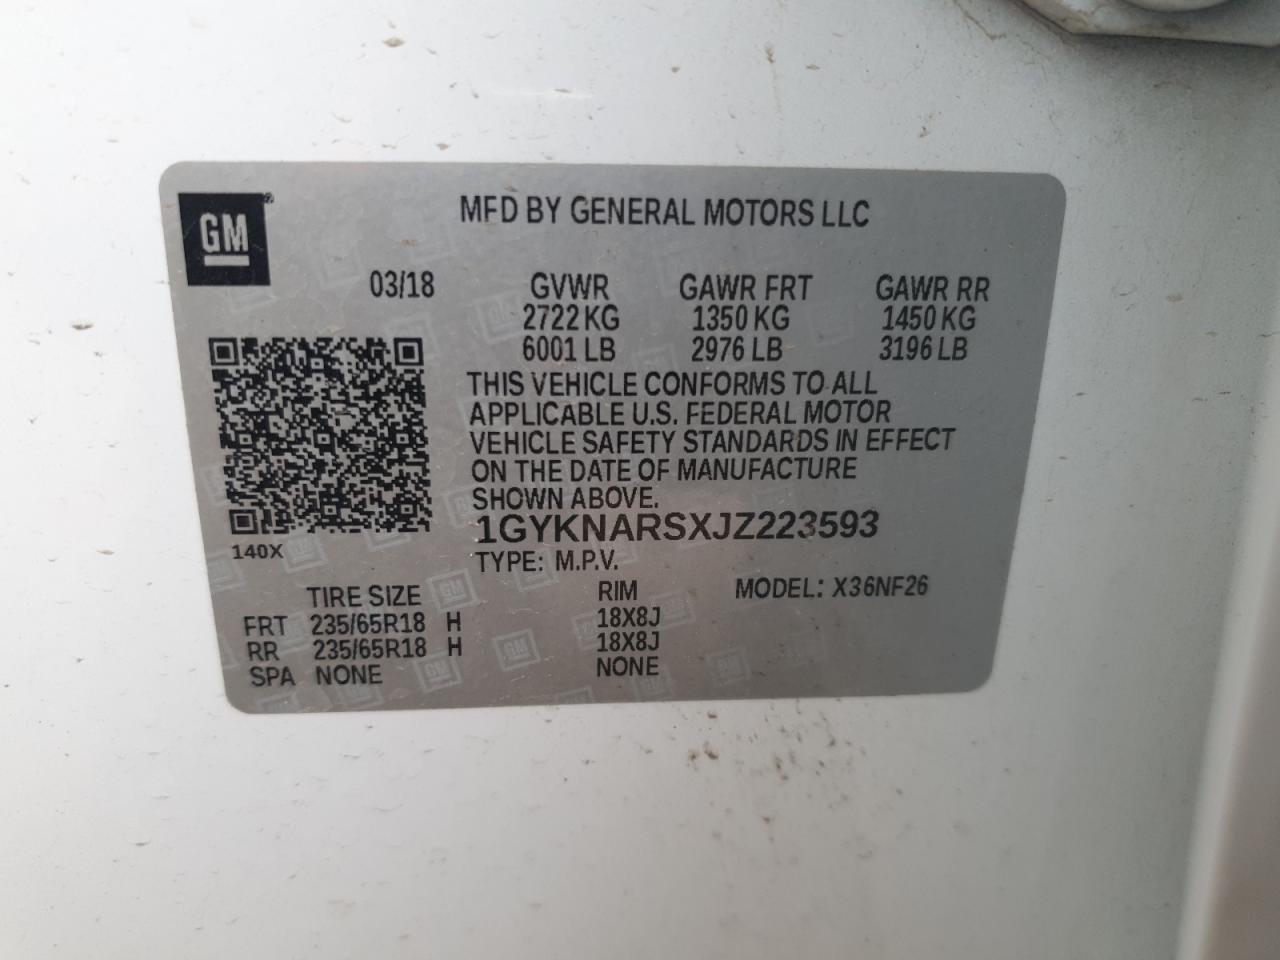 GM
MFD BY GENERAL MOTORS LLC
03/18 GVWR GAWR FRT GAWR RR
2722 KG 1350 KG 1450 KG
6001 LB 2976 LB 3196 LB
THIS VEHICLE CONFORMS TO ALL
APPLICABLE U.S. FEDERAL MOTOR
VEHICLE SAFETY STANDARDS IN EFFECT
ON THE DATE OF MANUFACTURE
SHOWN ABOVE.
1GYKNARSXJZ223593
140X
TYPE: M.P.V.
TIRE SIZE RIM MODEL: X36NF26
FRT 235/65R18 H 18X8J
RR 235/65R18 H 18X8J
SPA NONE NONE